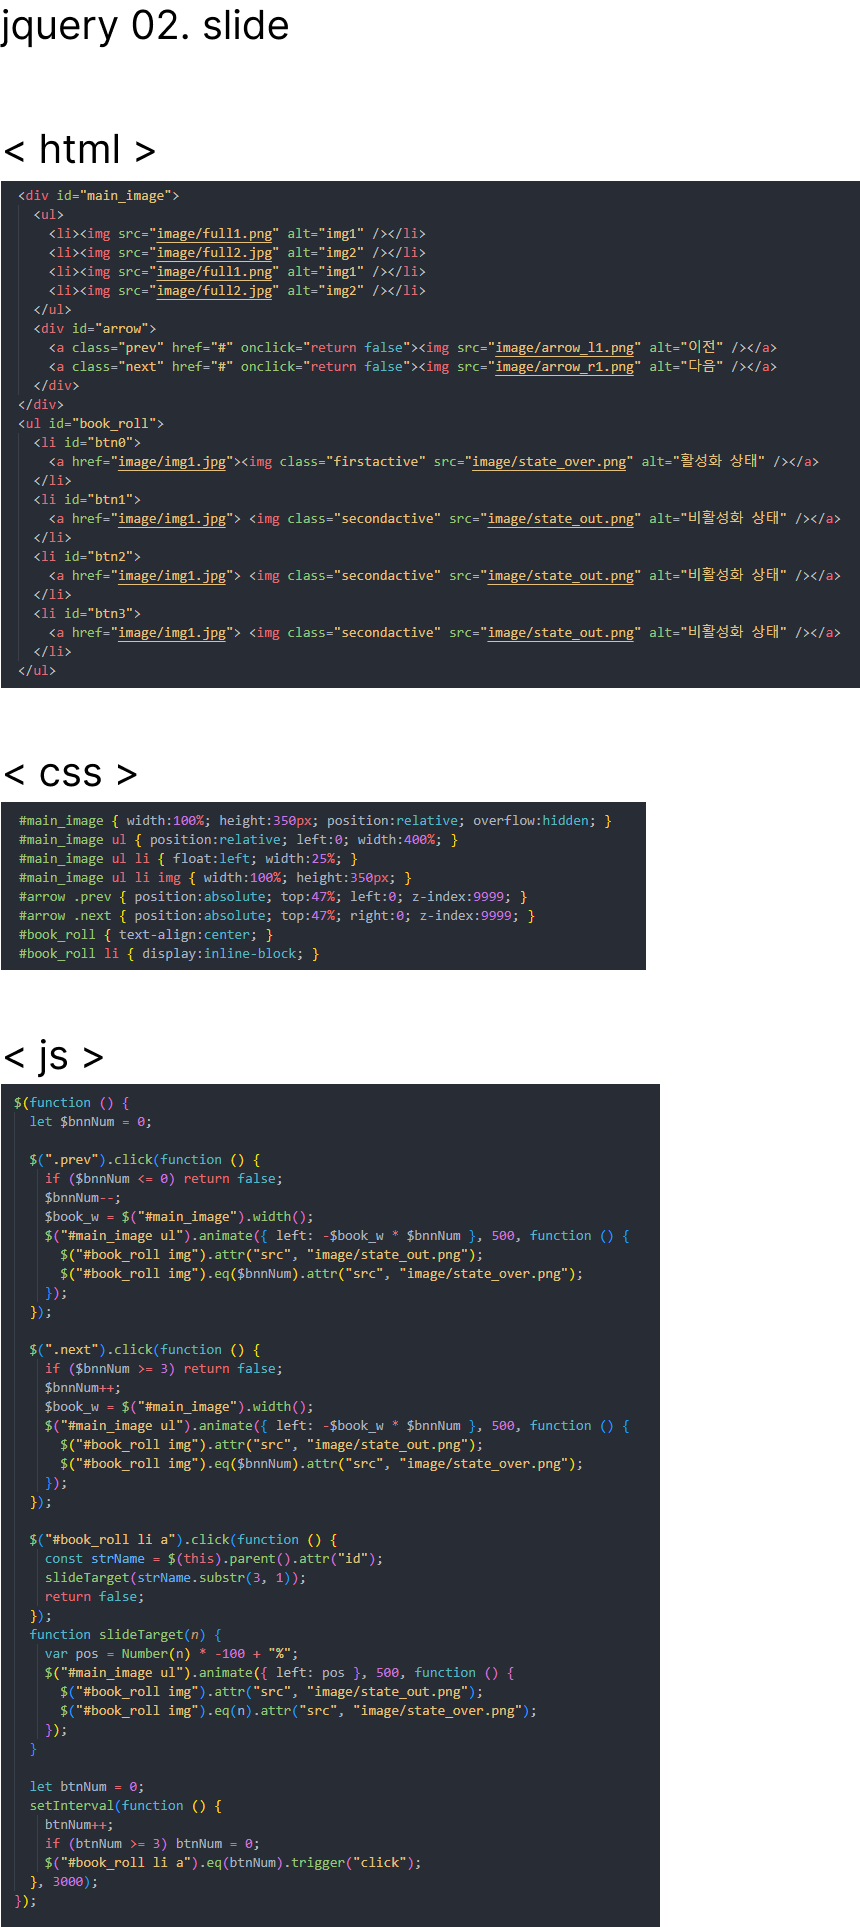 jquery 02. slide
< html >
<div id="main_image">
  <ul>
    <li><img src="image/full1.png" alt="img1" /></li>
    <li><img src="image/full2.jpg" alt="img2" /></li>
    <li><img src="image/full1.png" alt="img1" /></li>
    <li><img src="image/full2.jpg" alt="img2" /></li>
  </ul>
  <div id="arrow">
    <a class="prev" href="#" onclick="return false"><img src="image/arrow_l1.png" alt="이전" /></a>
    <a class="next" href="#" onclick="return false"><img src="image/arrow_r1.png" alt="다음" /></a>
  </div>
</div>
<ul id="book_roll">
  <li id="btn0">
    <a href="image/img1.jpg"><img class="firstactive" src="image/state_over.png" alt="활성화 상태" /></a>
  </li>
  <li id="btn1">
    <a href="image/img1.jpg"> <img class="secondactive" src="image/state_out.png" alt="비활성화 상태" /></a>
  </li>
  <li id="btn2">
    <a href="image/img1.jpg"> <img class="secondactive" src="image/state_out.png" alt="비활성화 상태" /></a>
  </li>
  <li id="btn3">
    <a href="image/img1.jpg"> <img class="secondactive" src="image/state_out.png" alt="비활성화 상태" /></a>
  </li>
</ul>
< css >
#main_image { width:100%; height:350px; position:relative; overflow:hidden; }
#main_image ul { position:relative; left:0; width:400%; }
#main_image ul li { float:left; width:25%; }
#main_image ul li img { width:100%; height:350px; }
#arrow .prev { position:absolute; top:47%; left:0; z-index:9999; }
#arrow .next { position:absolute; top:47%; right:0; z-index:9999; }
#book_roll { text-align:center; }
#book_roll li { display:inline-block; }
< js >
$(function () {
  let $bnnNum = 0;
  $(".prev").click(function () {
    if ($bnnNum <= 0) return false;
    $bnnNum--;
    $book_w = $("#main_image").width();
    $("#main_image ul").animate({ left: -$book_w * $bnnNum }, 500, function () {
      $("#book_roll img").attr("src", "image/state_out.png");
      $("#book_roll img").eq($bnnNum).attr("src", "image/state_over.png");
    });
  });
  $(".next").click(function () {
    if ($bnnNum >= 3) return false;
    $bnnNum++;
    $book_w = $("#main_image").width();
    $("#main_image ul").animate({ left: -$book_w * $bnnNum }, 500, function () {
      $("#book_roll img").attr("src", "image/state_out.png");
      $("#book_roll img").eq($bnnNum).attr("src", "image/state_over.png");
    });
  });
  $("#book_roll li a").click(function () {
    const strName = $(this).parent().attr("id");
    slideTarget(strName.substr(3, 1));
    return false;
  });
  function slideTarget(n) {
    var pos = Number(n) * -100 + "%";
    $("#main_image ul").animate({ left: pos }, 500, function () {
      $("#book_roll img").attr("src", "image/state_out.png");
      $("#book_roll img").eq(n).attr("src", "image/state_over.png");
    });
  }
  let btnNum = 0;
  setInterval(function () {
    btnNum++;
    if (btnNum >= 3) btnNum = 0;
    $("#book_roll li a").eq(btnNum).trigger("click");
  }, 3000);
});